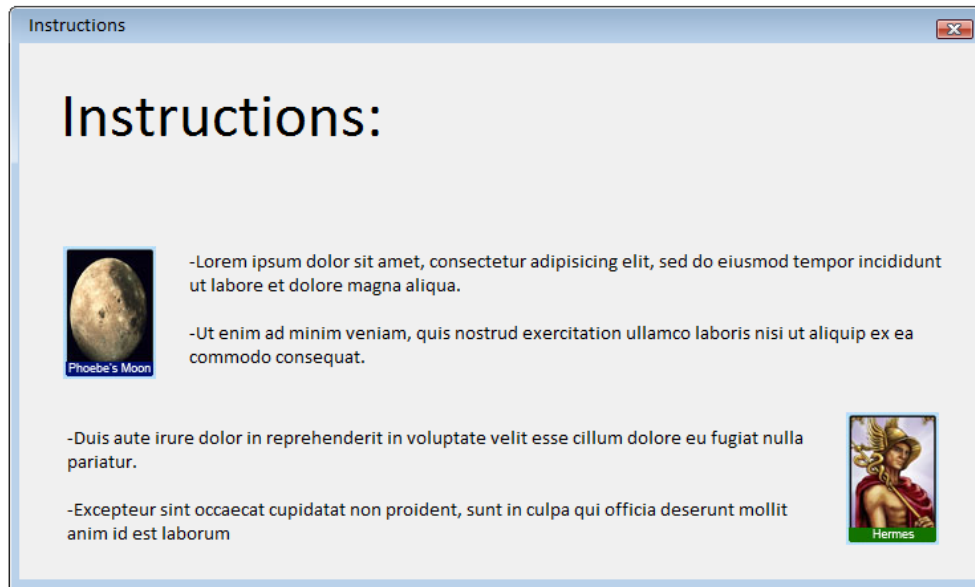 Instructions
Instructions:
-Lorem ipsum dolor sit amet, consectetur adipisicing elit, sed do eiusmod tempor incididunt
ut labore et dolore magna aliqua.
-Ut enim ad minim veniam, quis nostrud exercitation ullamco laboris nisi ut aliquip ex ea
commodo consequat.
Phoebe's Moon
-Duis aute irure dolor in reprehenderit in voluptate velit esse cillum dolore eu fugiat nulla
pariatur.
-Excepteur sint occaecat cupidatat non proident, sunt in culpa qui officia deserunt mollit
anim id est laborum
Hermes